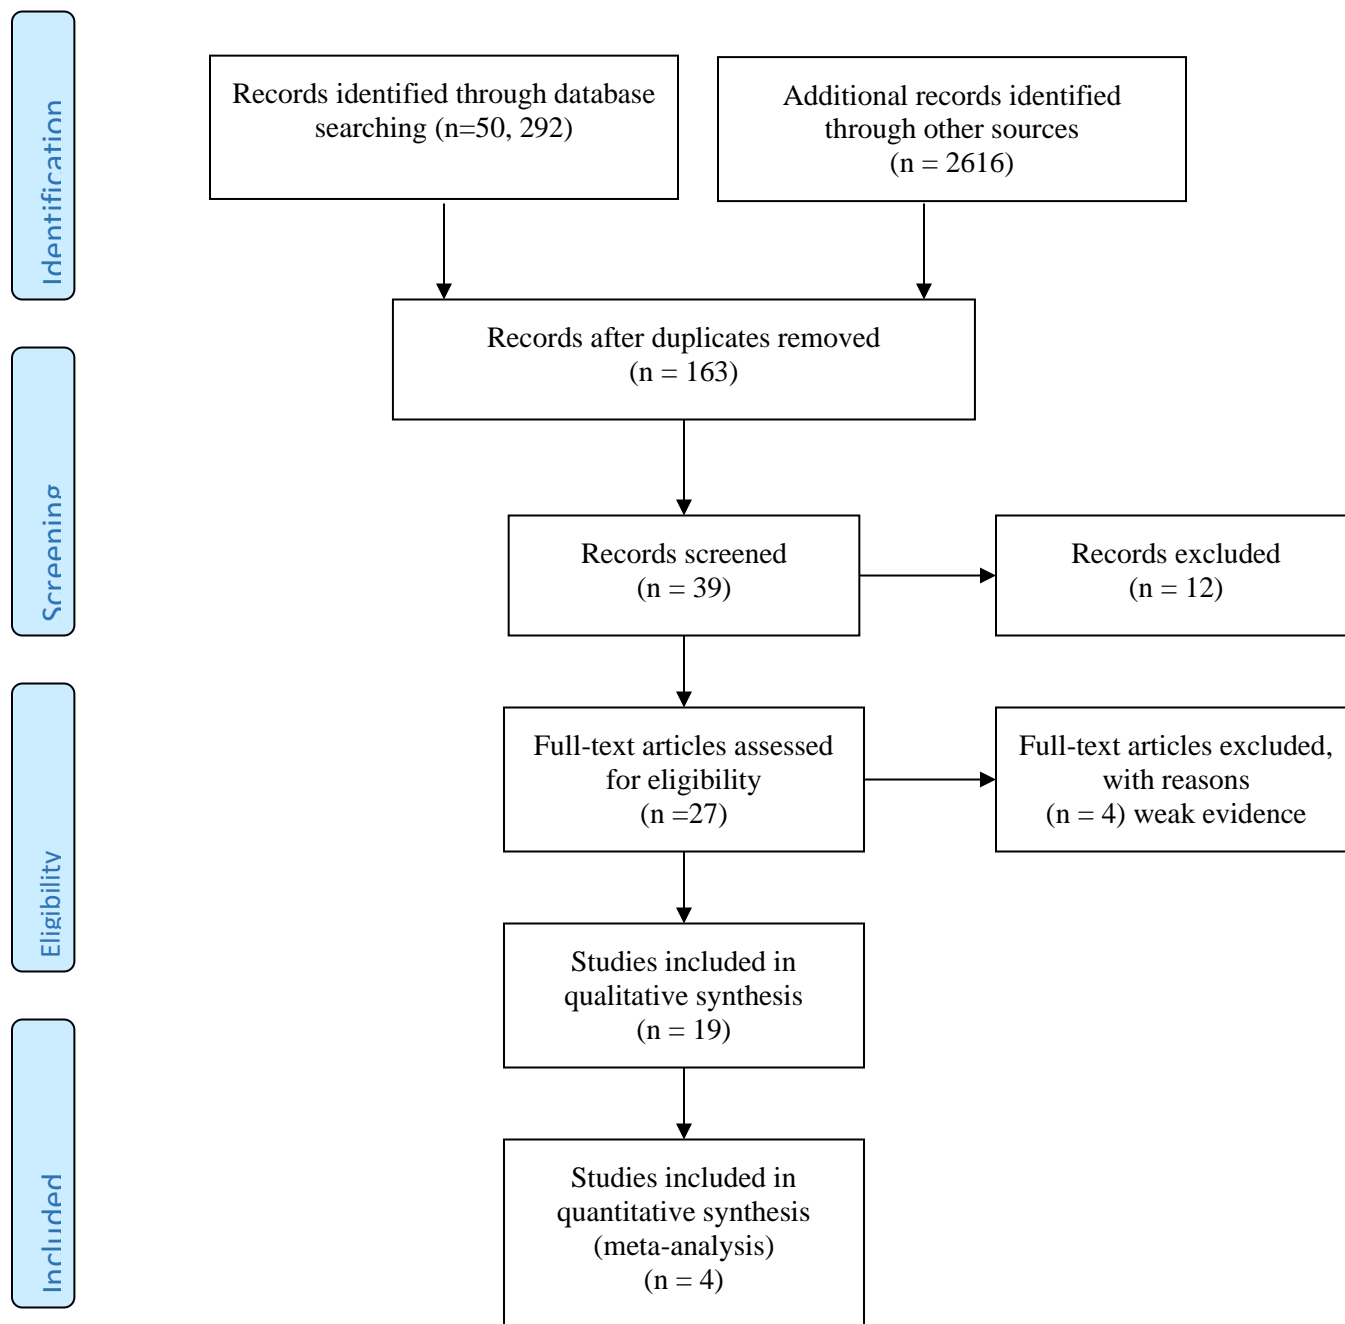 Identification
Records identified through database
searching (n=50, 292)
Additional records identified
through other sources
(n = 2616)
Records after duplicates removed
(n = 163)
Screening
Records screened
(n = 39)
Records excluded
(n = 12)
Eligibility
Full-text articles assessed
for eligibility
(n =27)
Full-text articles excluded,
with reasons
(n = 4) weak evidence
Studies included in
qualitative synthesis
(n = 19)
Included
Studies included in
quantitative synthesis
(meta-analysis)
(n = 4)